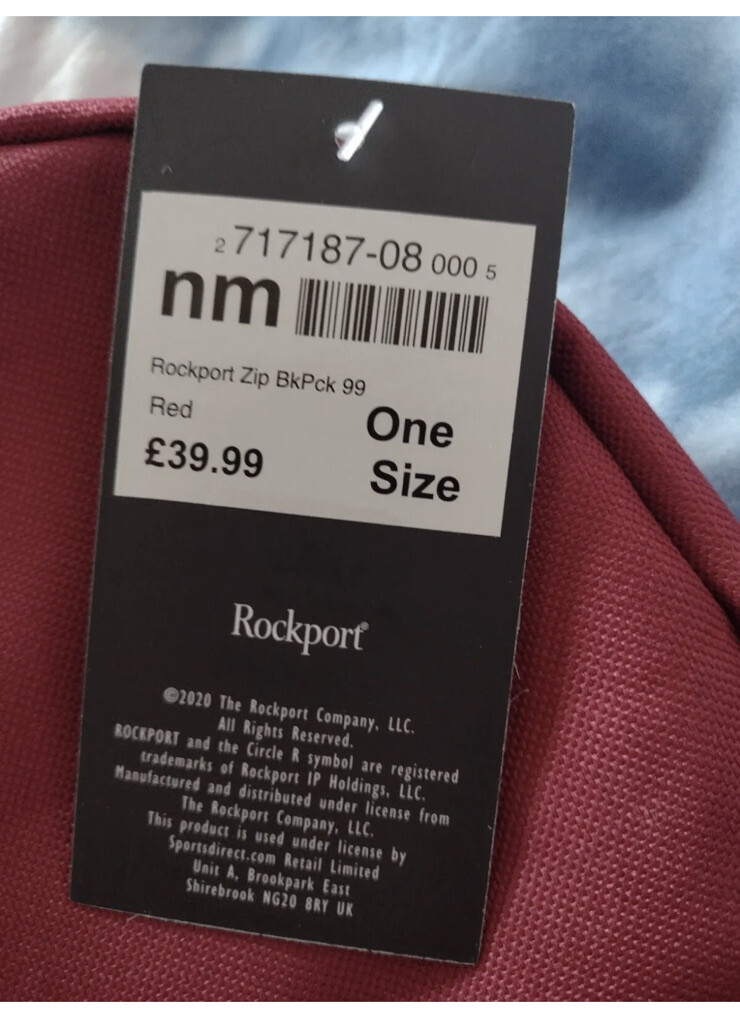 2 717187-08 000 5
nm
Rockport Zip BkPck 99
Red
One
Size
£39.99
Rockport®
©2020 The Rockport Company, LLC.
All Rights Reserved.
ROCKPORT and the Circle R symbol are registered
trademarks of Rockport IP Holdings, LLC.
Manufactured and distributed under license from
The Rockport Company, LLC.
This product is used under license by
Sportsdirect.com Retail Limited
Unit A, Brookpark East
Shirebrook NG20 8RY UK